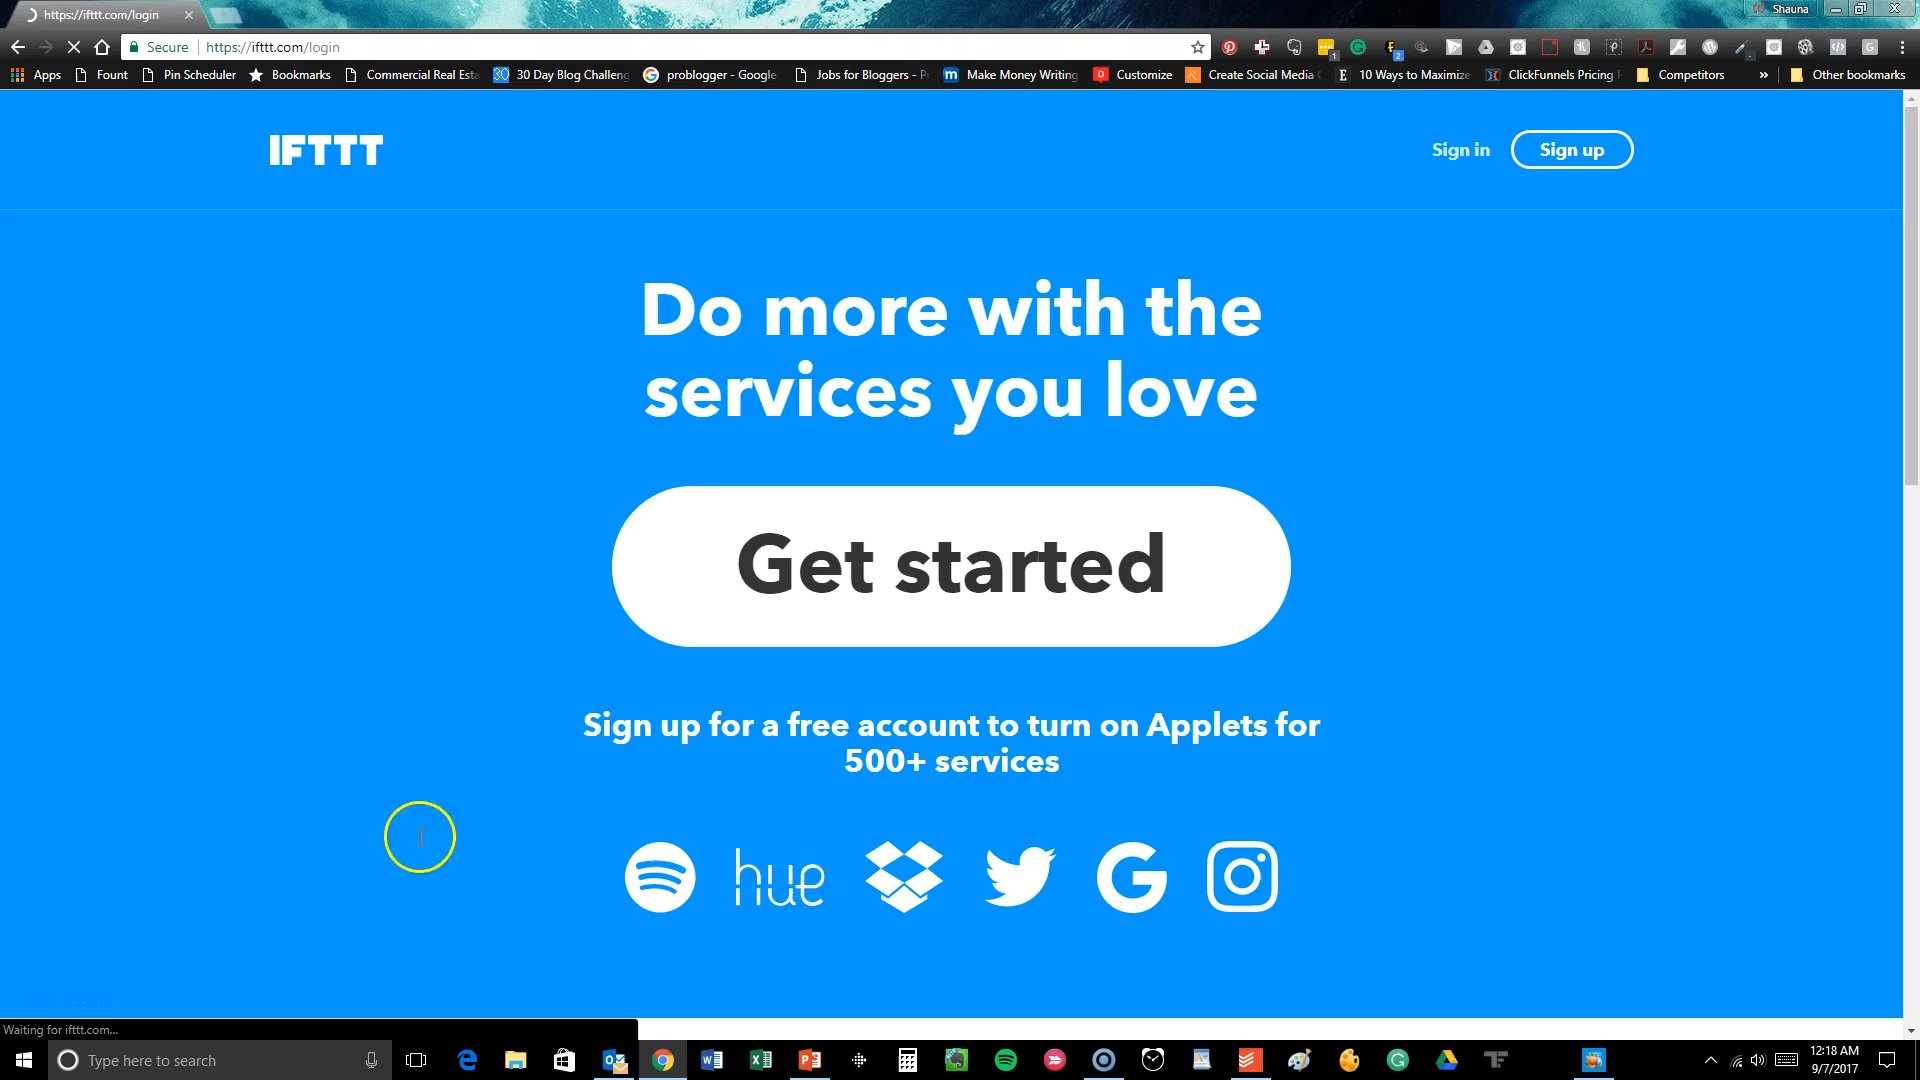 https://ifttt.com/login
Shauna
Secure
https://ifttt.com/login
Apps
Fount
Pin Scheduler
Bookmarks
Commercial Real Esta
30 Day Blog Challeng
problogger - Google
Jobs for Bloggers - P
Make Money Writing
Customize
Create Social Media
10 Ways to Maximize
ClickFunnels Pricing
Competitors
»
Other bookmarks
IFTTT
Sign in
Sign up
Do more with the
services you love
Get started
Sign up for a free account to turn on Applets for
500+ services
hue
Waiting for ifttt.com...
Type here to search
12:18 AM
9/7/2017